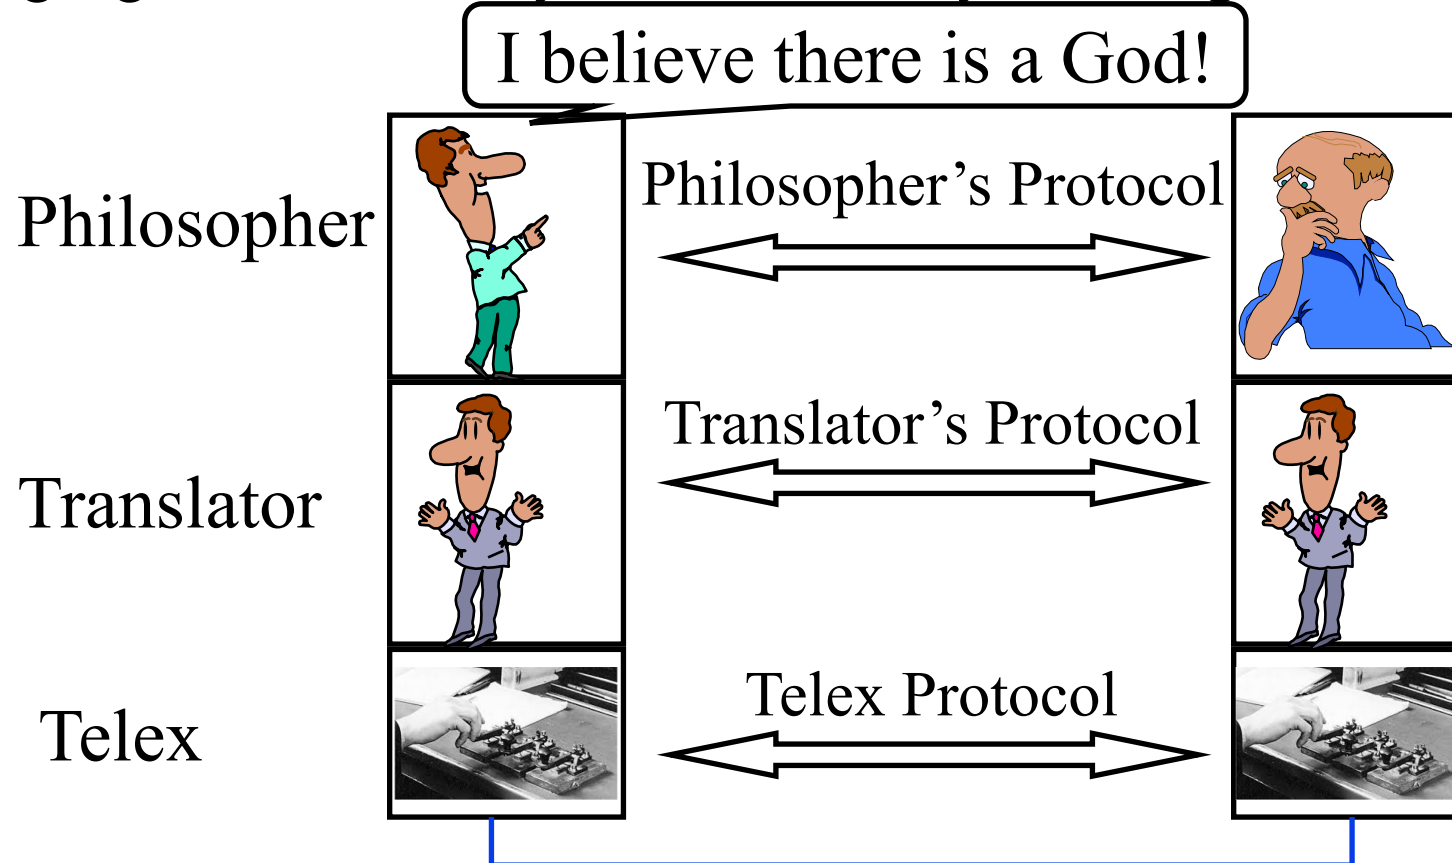 I believe there is a God!
Philosopher’s Protocol
Philosopher
Translator’s Protocol
Translator
Telex Protocol
Telex